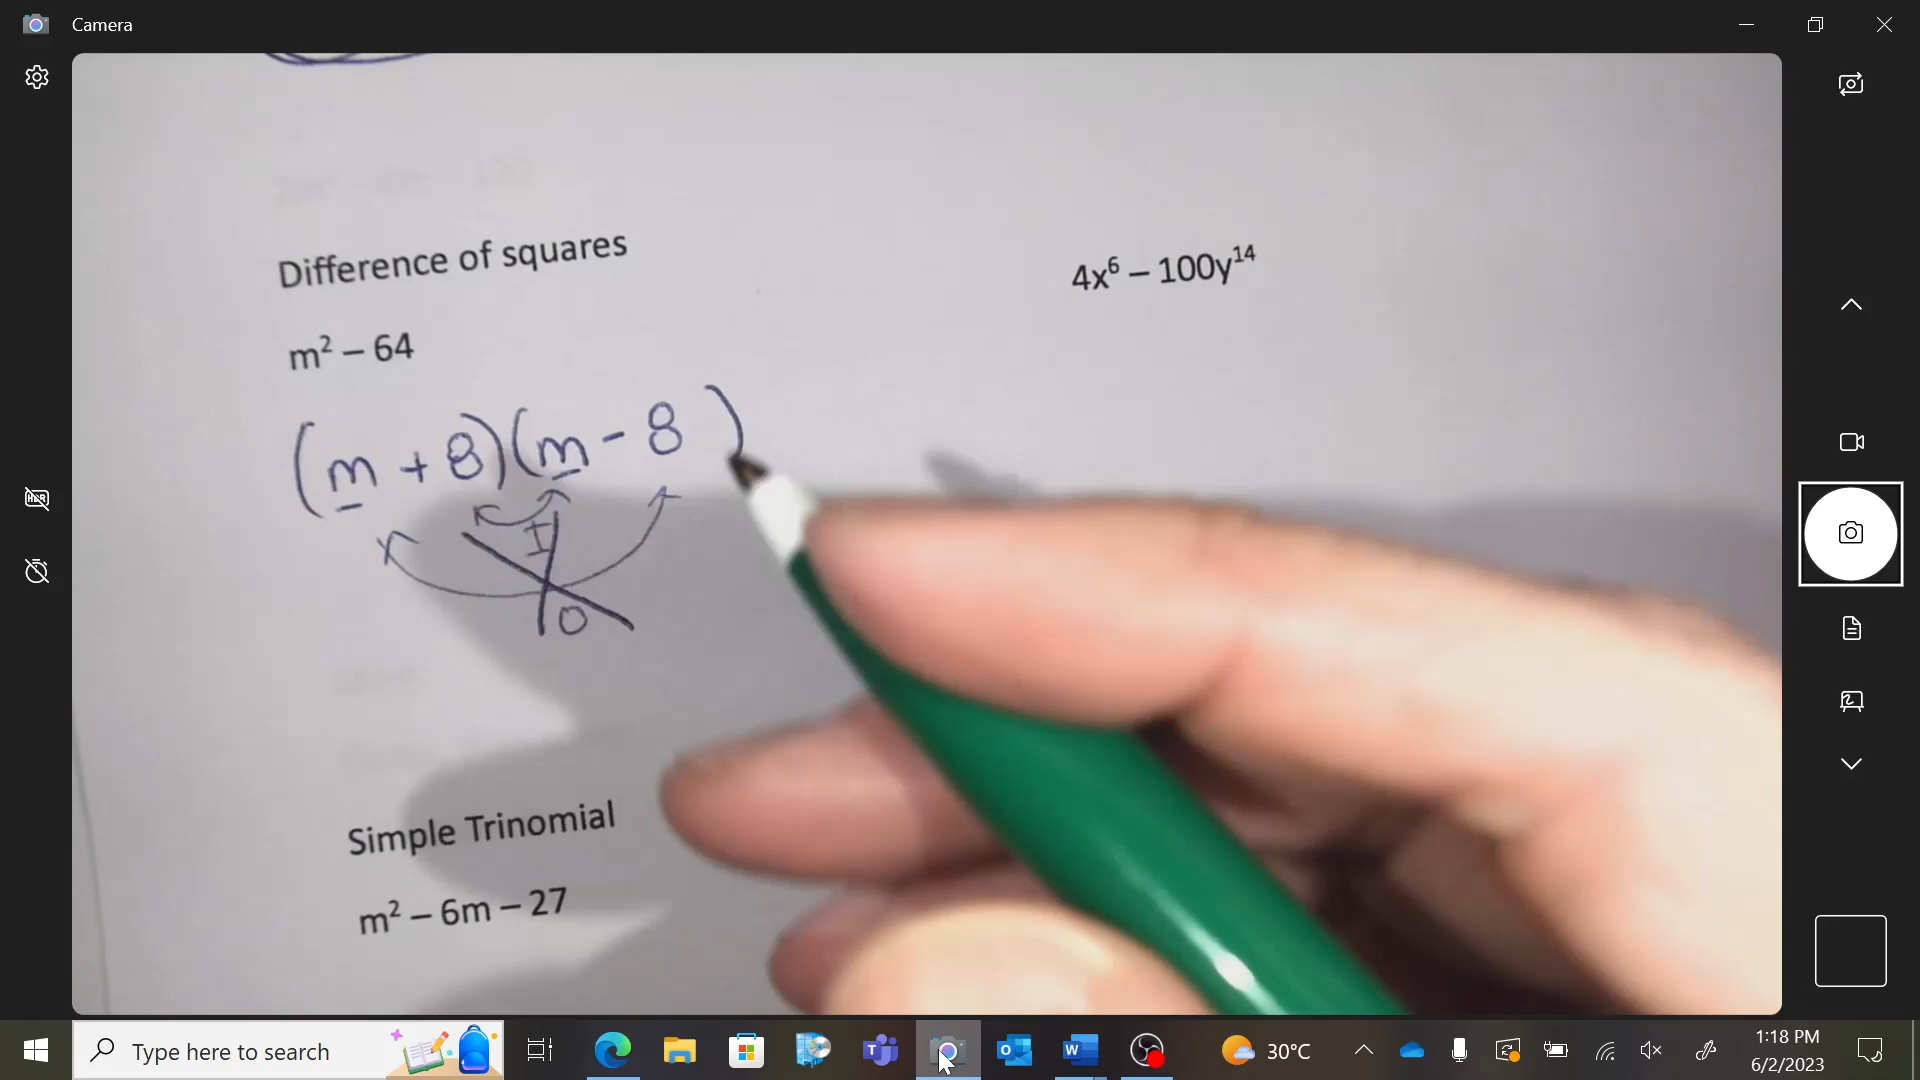 Camera
Difference of squares
4x⁶ – 100y¹⁴
m² – 64
(m + 8)(m - 8)
I
O
Simple Trinomial
m² – 6m – 27
Type here to search
30°C
1:18 PM
6/2/2023